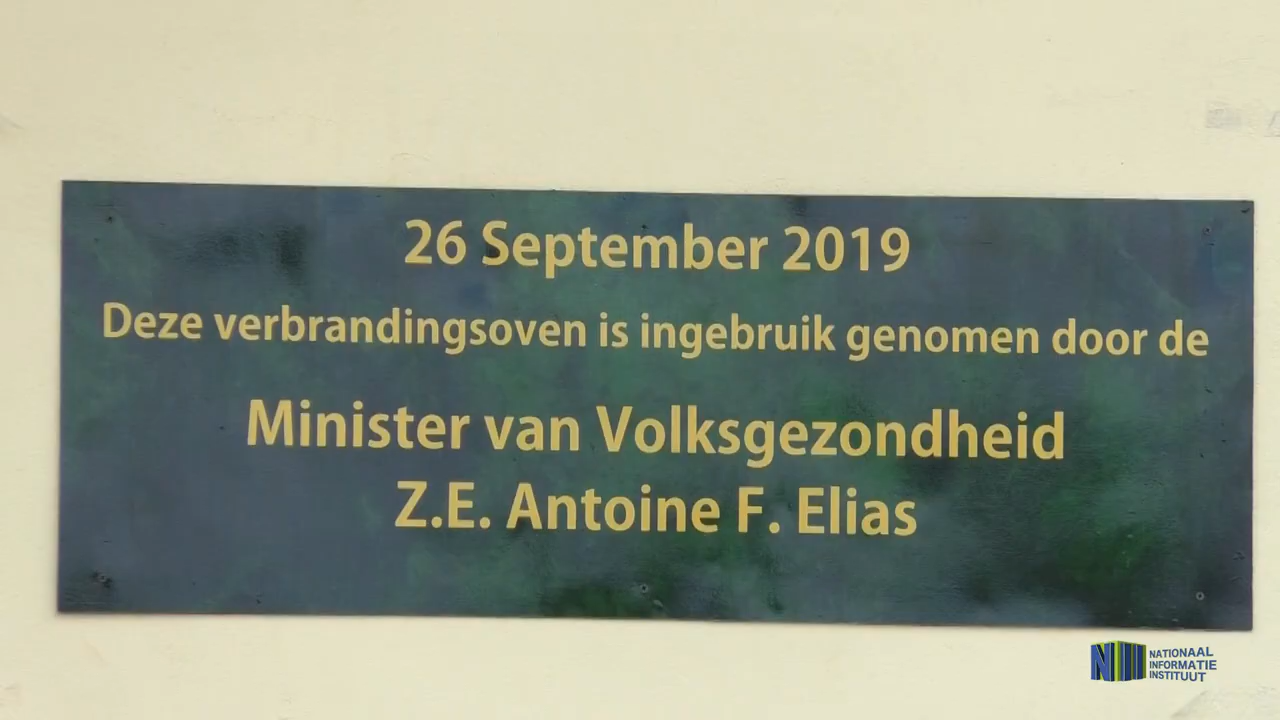 26 September 2019
Deze verbrandingsoven is ingebruik genomen door de
Minister van Volksgezondheid
Z.E. Antoine F. Elias
NATIONAAL
INFORMATIE
INSTITUUT